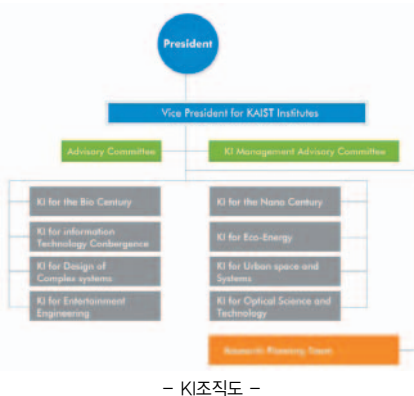 President
Vice President for KAIST Institutes
Advisory Committee
KI Management Advisory Committee
KI for the Bio Century
KI for the Nano Century
KI for information
Technology Conbergence
KI for Eco-Energy
KI for Design of
Complex systems
KI for Urban space and
Systems
KI for Entertainment
Engineering
KI for Optical Science and
Technology
Research Planning Team
- KI조직도 -